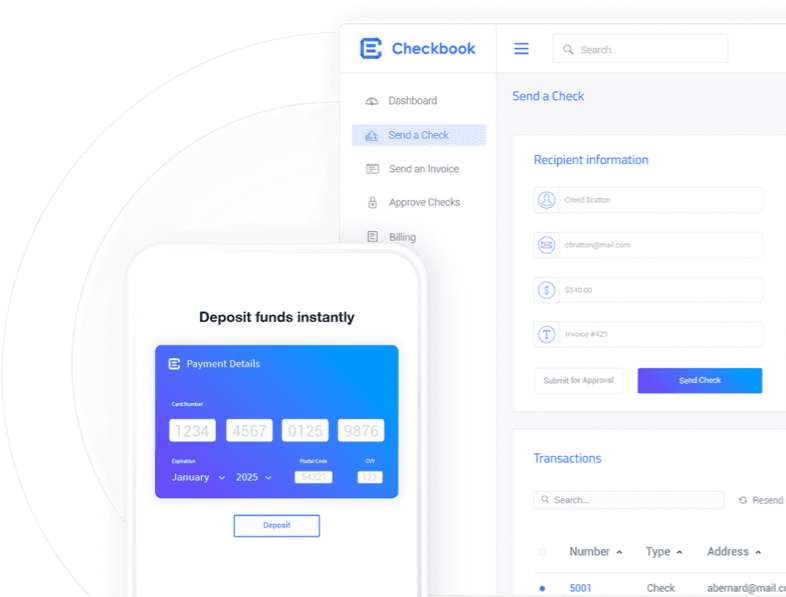 Checkbook
Search..
Dashboard
Send a Check
Send an Invoice
Approve Checks
Billing
Send a Check
Recipient information
Creed Bratton
cbratton@mail.com
$540.00
Invoice #425
Submit for Approval
Send Check
Transactions
Search...
Resend
Number
Type
Address
5001
Check
abernard@mail.co
Deposit funds instantly
Payment Details
Card Number
1234 4567 0125 9876
Expiration
Postal Code
CVV
January
2025
54321
123
Deposit